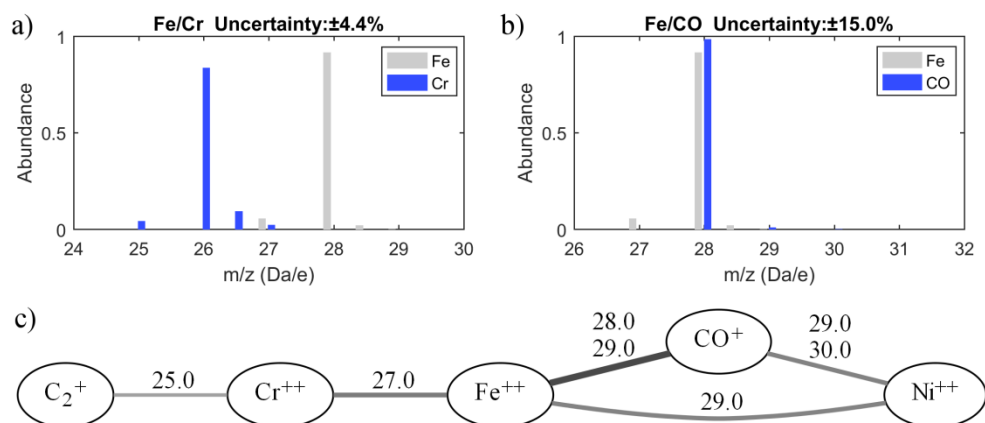 a)
Fe/Cr Uncertainty:±4.4%
1
0.5
0
Abundance
Fe
Cr
24 25 26 27 28 29 30
m/z (Da/e)
b)
Fe/CO Uncertainty:±15.0%
1
0.5
0
Abundance
Fe
CO
26 27 28 29 30 31 32
m/z (Da/e)
c)
C₂⁺
25.0
Cr⁺⁺
27.0
Fe⁺⁺
28.0
29.0
CO⁺
29.0
30.0
29.0
Ni⁺⁺